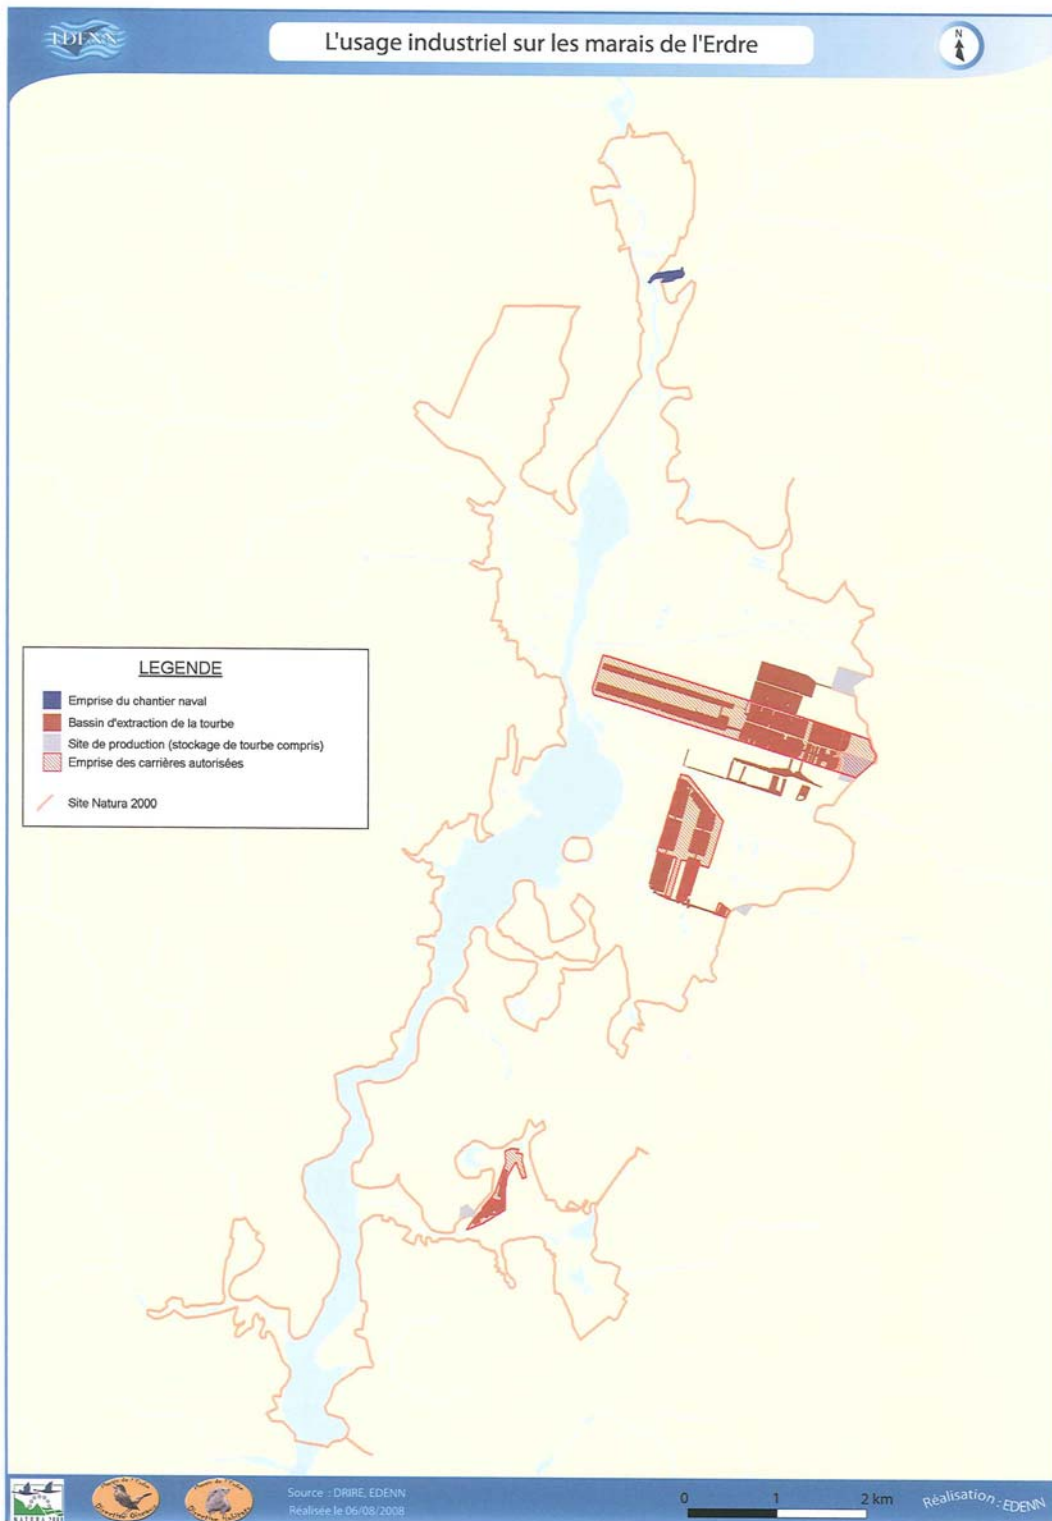 EDENN
L'usage industriel sur les marais de l'Erdre
N
LEGENDE
Emprise du chantier naval
Bassin d'extraction de la tourbe
Site de production (stockage de tourbe compris)
Emprise des carrières autorisées
Site Natura 2000
NATURA 2000
Source : DRIRE, EDENN
Réalisée le 06/08/2008
0 1 2 km
Réalisation : EDENN